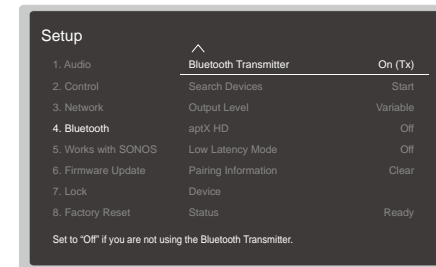 Setup
1. Audio
Bluetooth Transmitter On (Tx)
2. Control
Search Devices Start
3. Network
Output Level Variable
4. Bluetooth
aptX HD Off
5. Works with SONOS
Low Latency Mode Off
6. Firmware Update
Pairing Information Clear
7. Lock
Device
8. Factory Reset
Status Ready
Set to “Off” if you are not using the Bluetooth Transmitter.